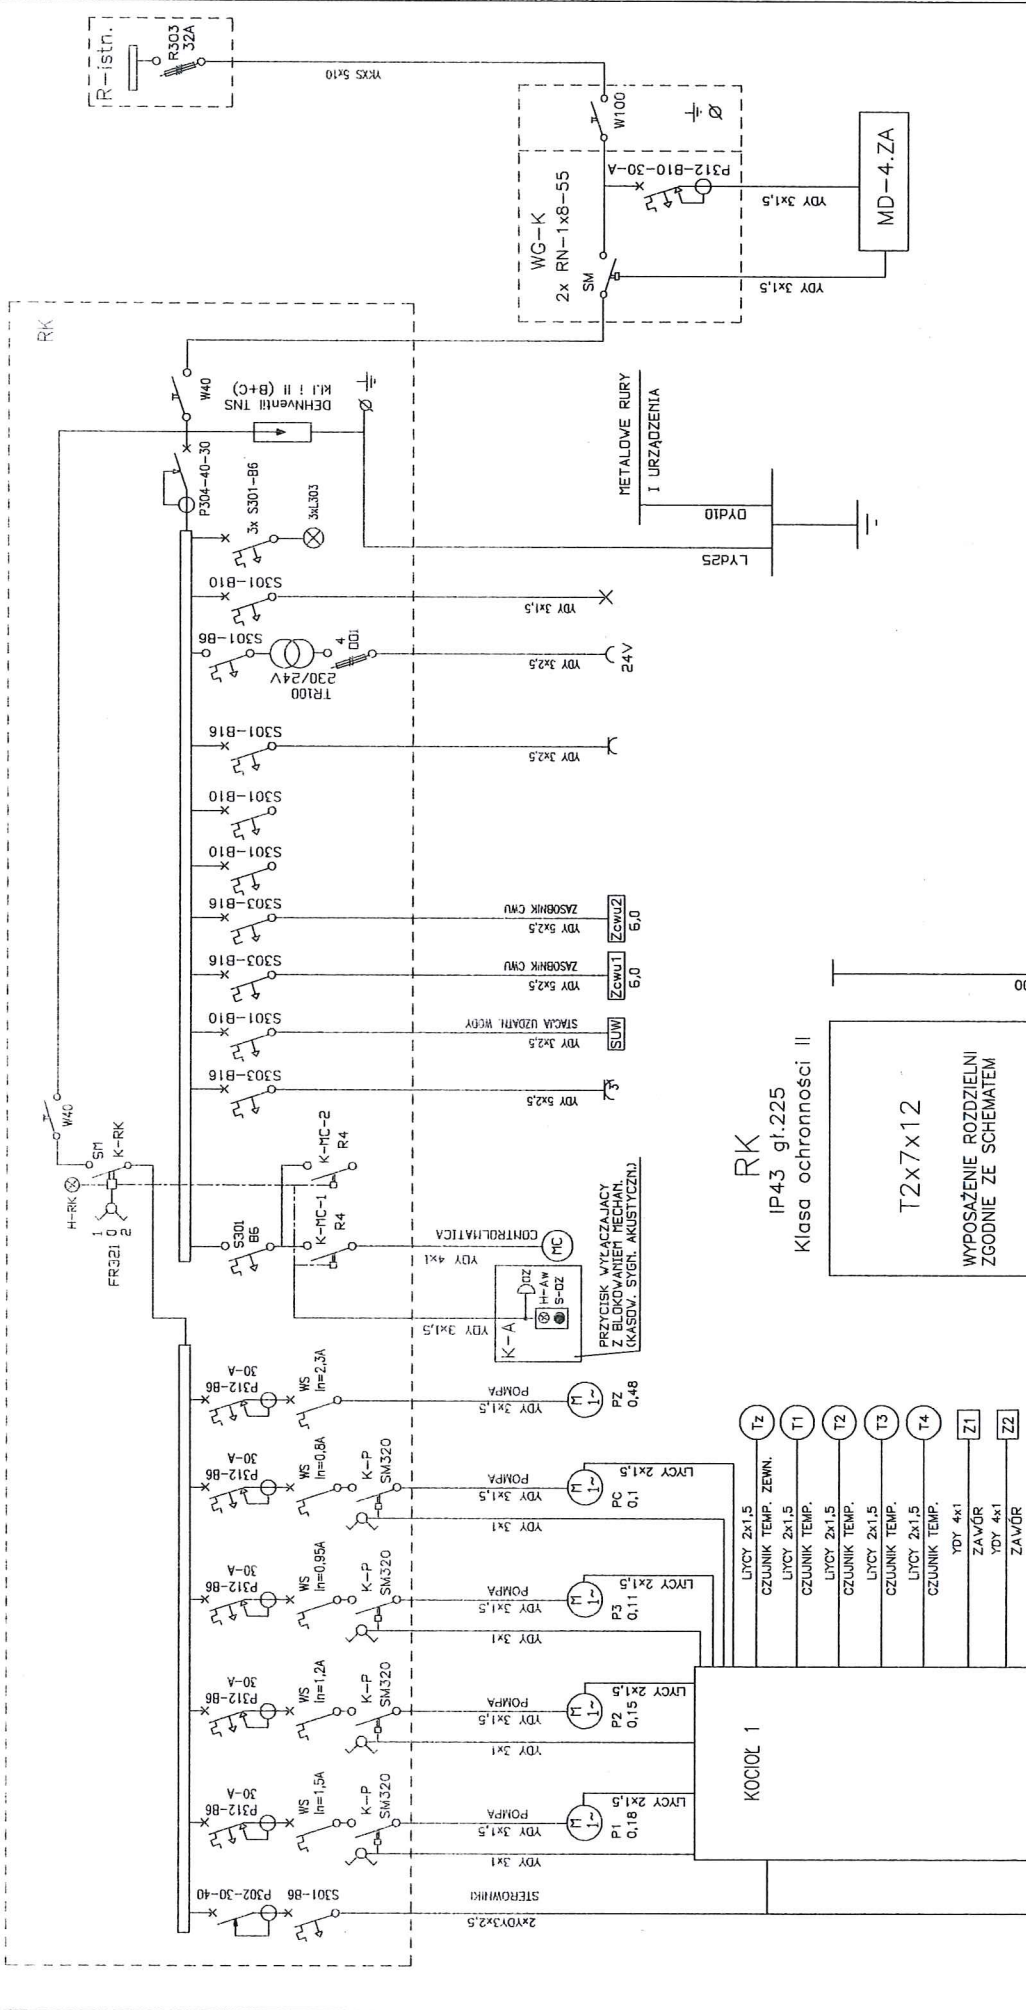 R-istn.
R303
32A
YKXS 5x10
W100
WG-K
2x RN-1x8-55
SM
P312-B10-30-A
YDY 3x1,5
YDY 3x1,5
MD-4.ZA
RK
W40
DEHNventil TNS
kl.I i II (B+C)
P304-40-30
3x S301-B6
3xL303
METALOWE RURY
I URZĄDZENIA
DYd10
LYd25
S301-B10
YDY 3x1,5
S301-B6
TR100
230/24V
4
D01
YDY 3x2,5
24V
S301-B16
YDY 3x2,5
S301-B10
S301-B10
S303-B16
ZASOBNIK CWU
YDY 5x2,5
Zcwu2
6,0
S303-B16
ZASOBNIK CWU
YDY 5x2,5
Zcwu1
6,0
S301-B10
STACJA UZDATN. WODY
YDY 3x2,5
SUW
S303-B16
YDY 5x2,5
3
W40
SM
K-RK
H-RK
1
0
2
FR321
K-MC-2
R4
S301
B6
K-MC-1
R4
CONTROLMATICA
YDY 4x1
MC
YDY 3x1,5
K-A
DZ
H-Aw
S-DZ
PRZYCISK WYŁĄCZAJĄCY
Z BLOKOWANIEM MECHAN.
(KASOW. SYGN. AKUSTYCZN.)
RK
IP43 gł.225
Klasa ochronności II
T2x7x12
WYPOSAŻENIE ROZDZIELNI
ZGODNIE ZE SCHEMATEM
P312-B6
30-A
WS
In=2,3A
POMPA
YDY 3x1,5
M
1~
PZ
0,48
P312-B6
30-A
WS
In=0,8A
K-P
SM320
POMPA
YDY 3x1,5
YDY 3x1
M
1~
PC
0,1
LIYCY 2x1,5
P312-B6
30-A
WS
In=0,95A
K-P
SM320
POMPA
YDY 3x1,5
YDY 3x1
M
1~
P3
0,11
LIYCY 2x1,5
P312-B6
30-A
WS
In=1,2A
K-P
SM320
POMPA
YDY 3x1,5
YDY 3x1
M
1~
P2
0,15
LIYCY 2x1,5
P312-B6
30-A
WS
In=1,5A
K-P
SM320
POMPA
YDY 3x1,5
YDY 3x1
M
1~
P1
0,18
LIYCY 2x1,5
P302-30-40
S301-B6
STEROWNIKI
2xYDY3x2,5
KOCIOŁ 1
LIYCY 2x1,5
CZUJNIK TEMP. ZEWN.
Tz
LIYCY 2x1,5
CZUJNIK TEMP.
T1
LIYCY 2x1,5
CZUJNIK TEMP.
T2
LIYCY 2x1,5
CZUJNIK TEMP.
T3
LIYCY 2x1,5
CZUJNIK TEMP.
T4
YDY 4x1
ZAWÓR
Z1
YDY 4x1
ZAWÓR
Z2